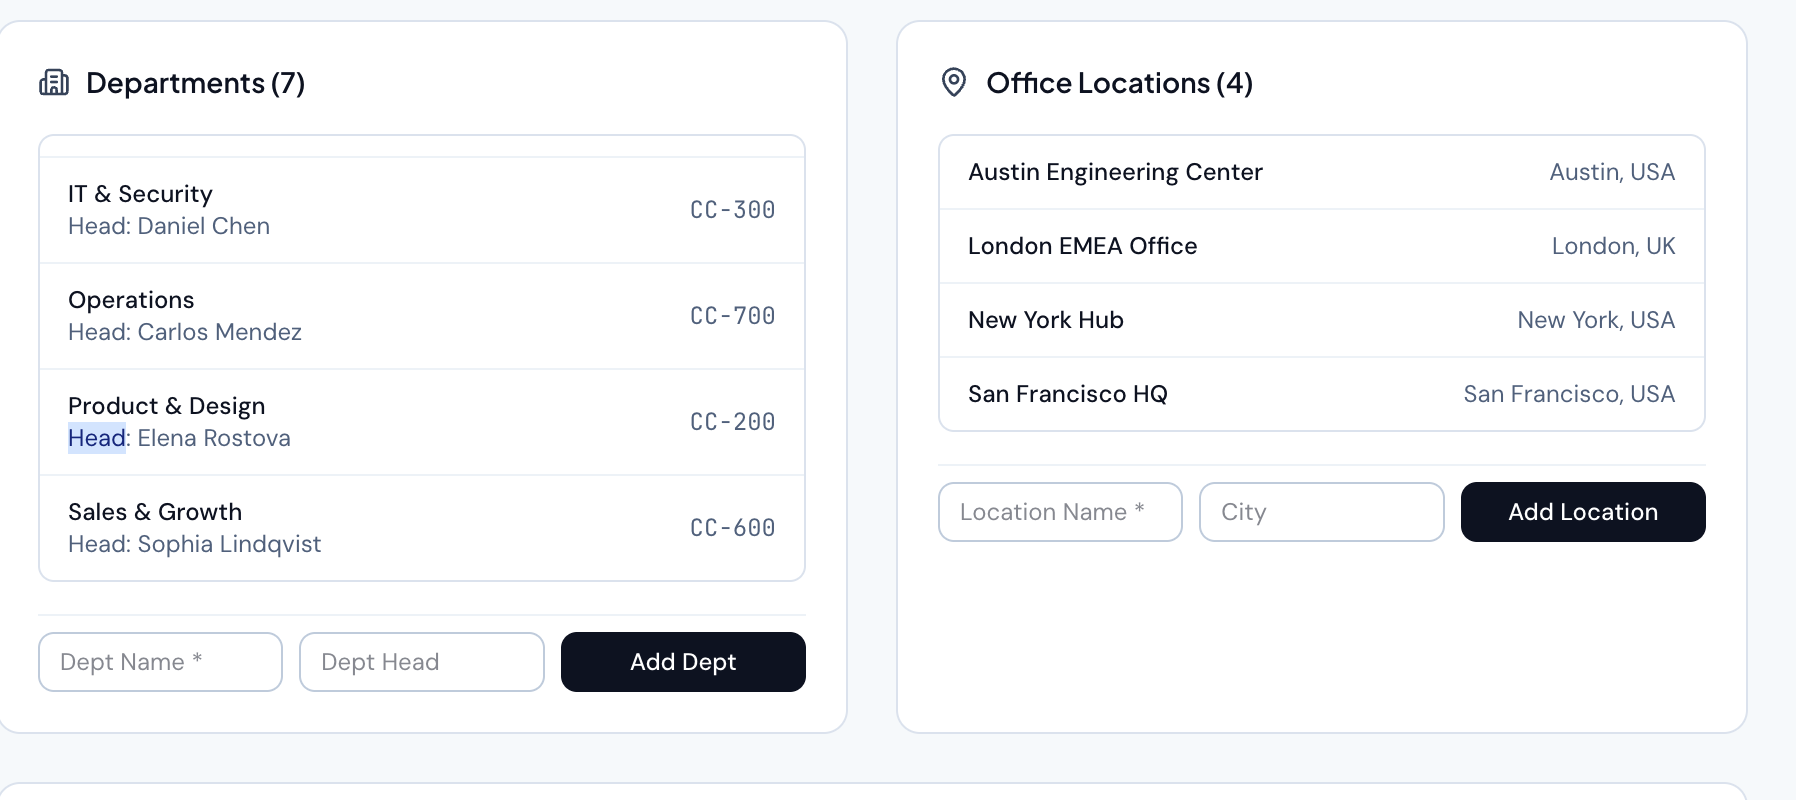 Departments (7)
IT & Security
Head: Daniel Chen
CC-300
Operations
Head: Carlos Mendez
CC-700
Product & Design
Head: Elena Rostova
CC-200
Sales & Growth
Head: Sophia Lindqvist
CC-600
Dept Name *
Dept Head
Add Dept
Office Locations (4)
Austin Engineering Center
Austin, USA
London EMEA Office
London, UK
New York Hub
New York, USA
San Francisco HQ
San Francisco, USA
Location Name *
City
Add Location